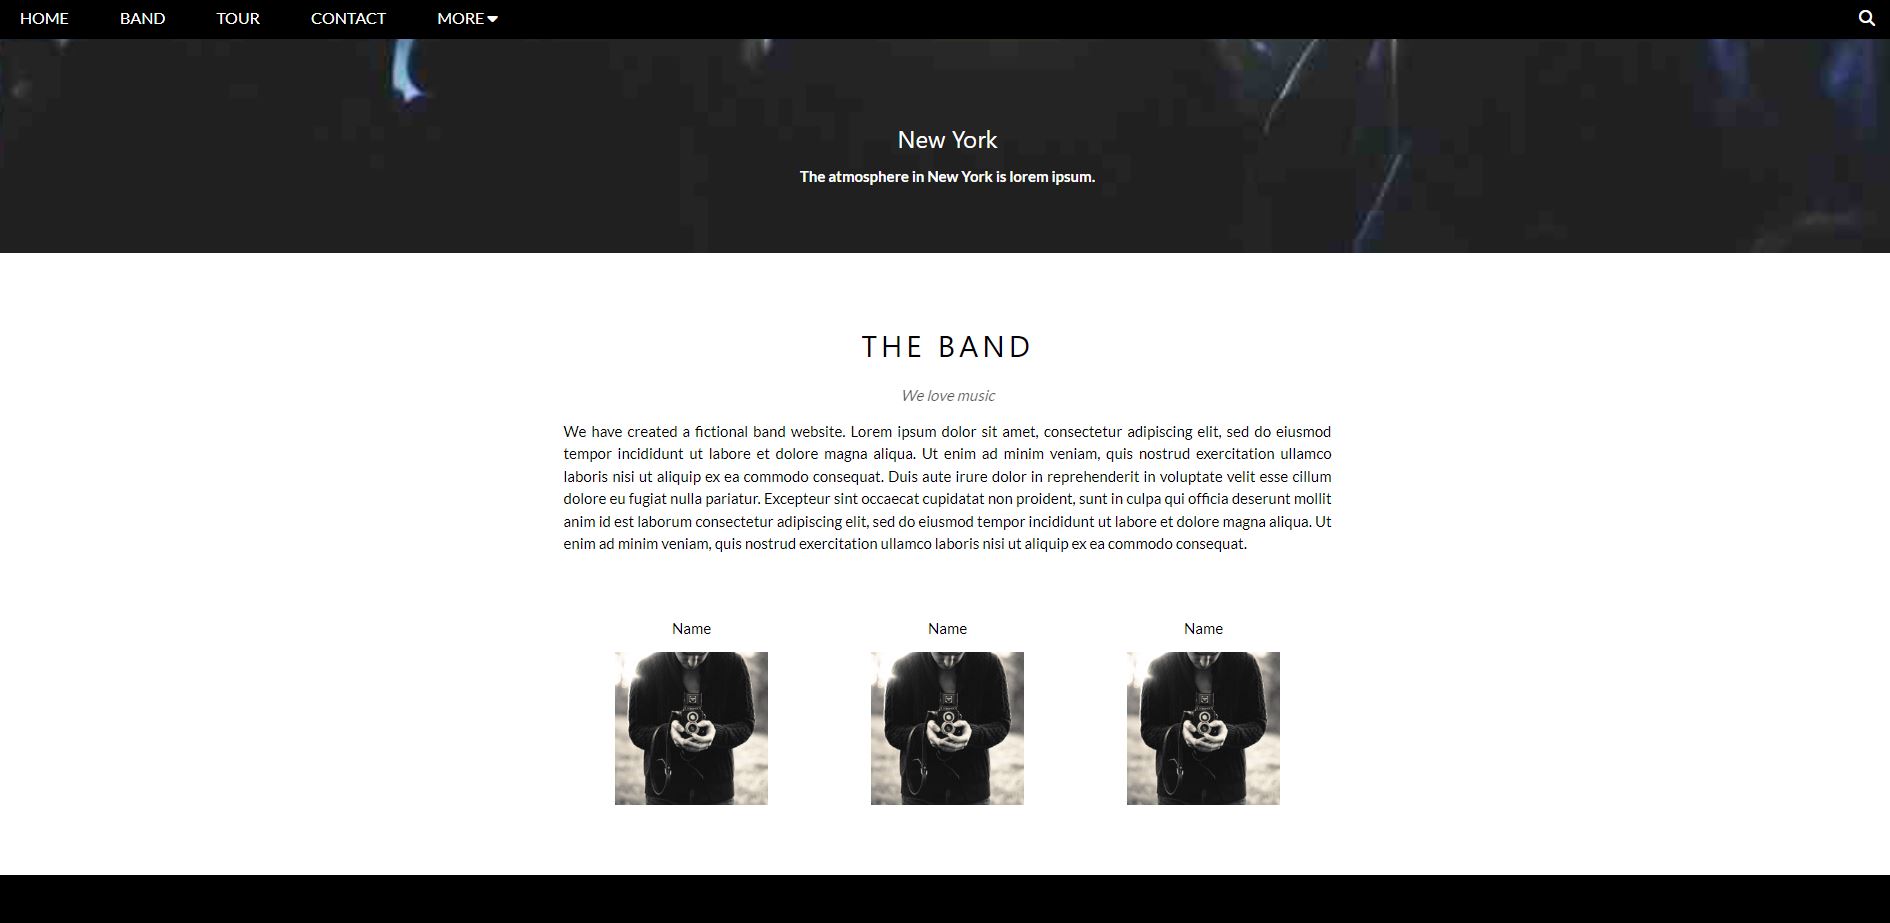 HOME BAND TOUR CONTACT MORE
New York
The atmosphere in New York is lorem ipsum.
THE BAND
We love music
We have created a fictional band website. Lorem ipsum dolor sit amet, consectetur adipiscing elit, sed do eiusmod
tempor incididunt ut labore et dolore magna aliqua. Ut enim ad minim veniam, quis nostrud exercitation ullamco
laboris nisi ut aliquip ex ea commodo consequat. Duis aute irure dolor in reprehenderit in voluptate velit esse cillum
dolore eu fugiat nulla pariatur. Excepteur sint occaecat cupidatat non proident, sunt in culpa qui officia deserunt mollit
anim id est laborum consectetur adipiscing elit, sed do eiusmod tempor incididunt ut labore et dolore magna aliqua. Ut
enim ad minim veniam, quis nostrud exercitation ullamco laboris nisi ut aliquip ex ea commodo consequat.
Name Name Name